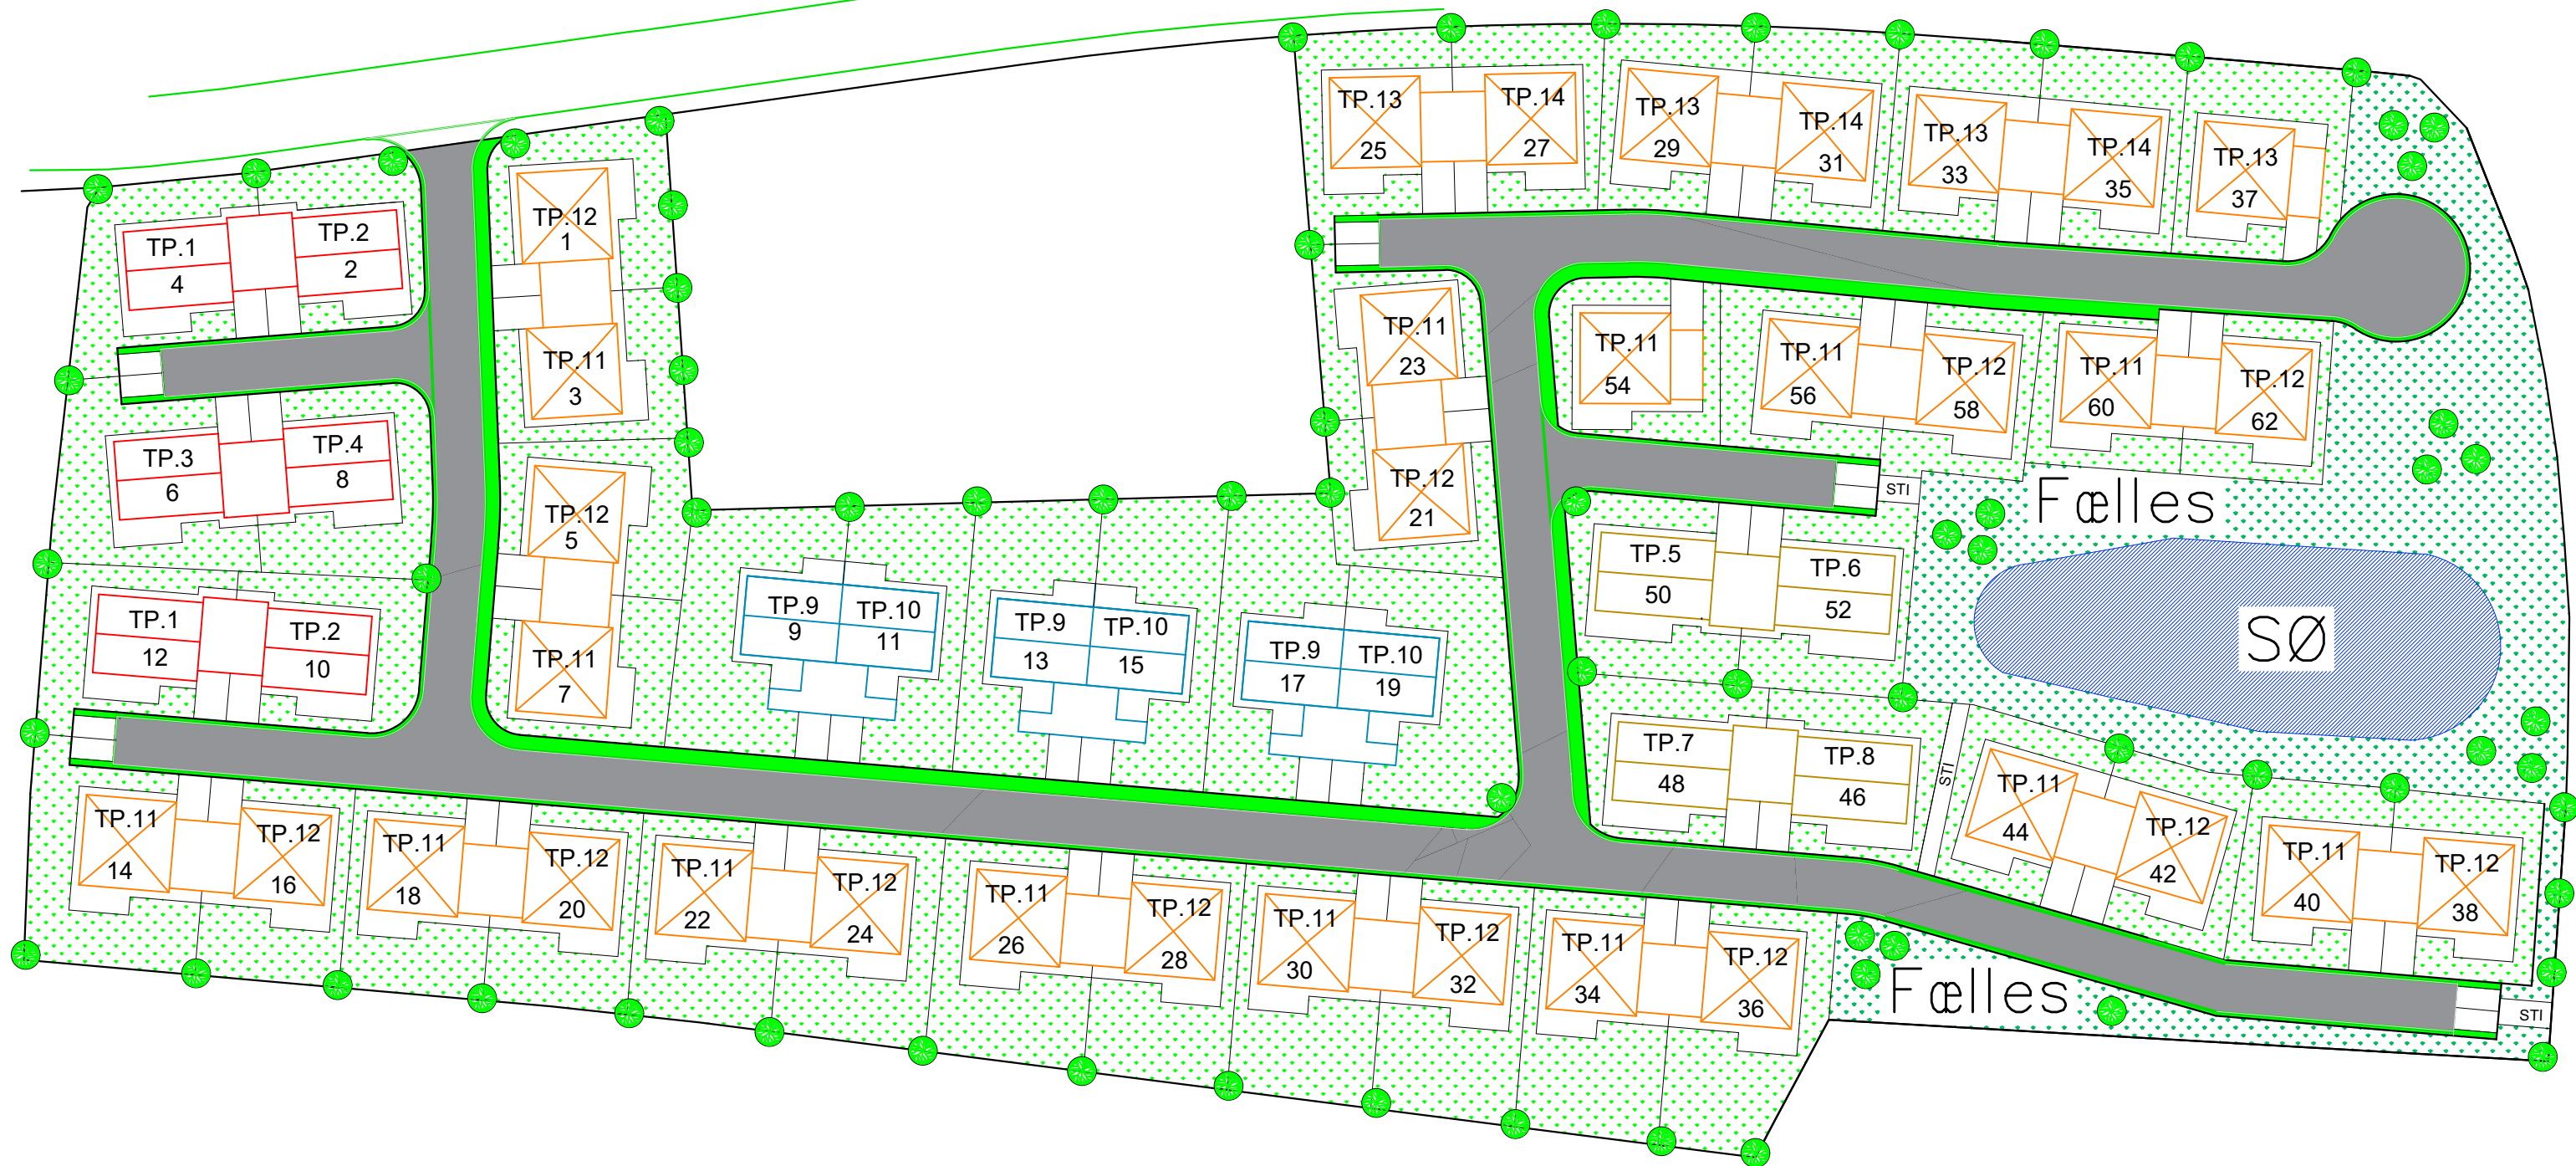 TP.13
25
TP.14
27
TP.13
29
TP.14
31
TP.13
33
TP.14
35
TP.13
37
TP.1
4
TP.2
2
TP.12
1
TP.11
3
TP.3
6
TP.4
8
TP.12
5
TP.11
7
TP.1
12
TP.2
10
TP.11
23
TP.12
21
TP.11
54
TP.11
56
TP.12
58
TP.11
60
TP.12
62
STI
Fælles
SØ
TP.5
50
TP.6
52
TP.9
9
TP.10
11
TP.9
13
TP.10
15
TP.9
17
TP.10
19
TP.7
48
TP.8
46
STI
TP.11
44
TP.12
42
TP.11
40
TP.12
38
TP.11
14
TP.12
16
TP.11
18
TP.12
20
TP.11
22
TP.12
24
TP.11
26
TP.12
28
TP.11
30
TP.12
32
TP.11
34
TP.12
36
Fælles
STI